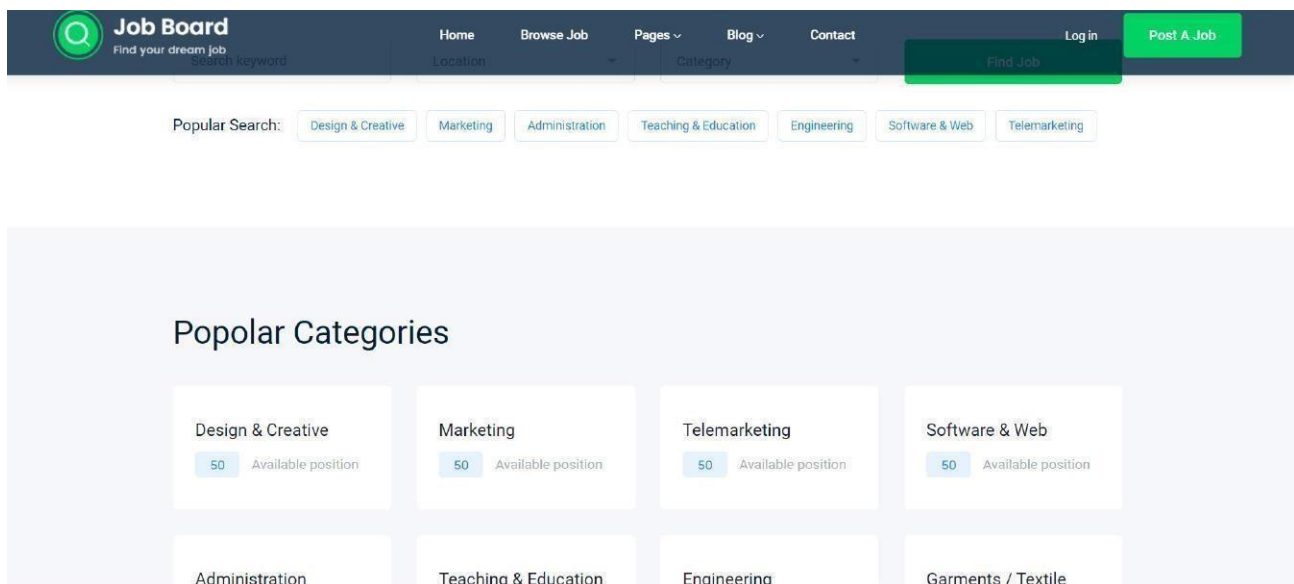 Job Board
Find your dream job
Home Browse Job Pages Blog Contact Log in Post A Job
Search keyword Location Category Find Job
Popular Search: Design & Creative Marketing Administration Teaching & Education Engineering Software & Web Telemarketing
Popolar Categories
Design & Creative Marketing Telemarketing Software & Web
50 Available position 50 Available position 50 Available position 50 Available position
Administration Teaching & Education Engineering Garments / Textile